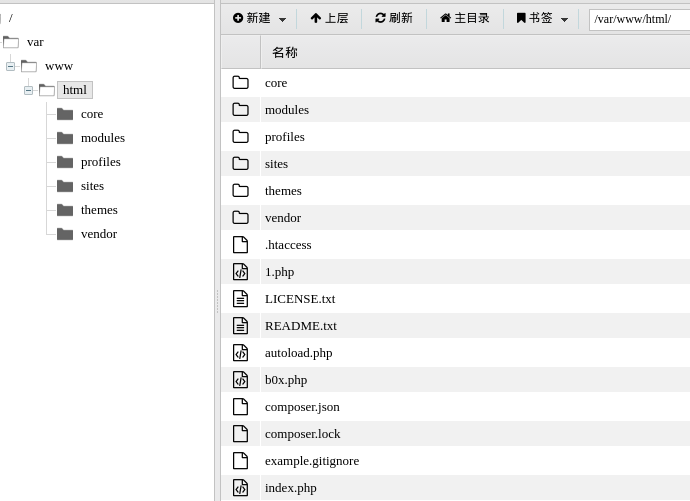 /
var
www
html
core
modules
profiles
sites
themes
vendor
新建 上层 刷新 主目录 书签 /var/www/html/
名称
core
modules
profiles
sites
themes
vendor
.htaccess
1.php
LICENSE.txt
README.txt
autoload.php
b0x.php
composer.json
composer.lock
example.gitignore
index.php